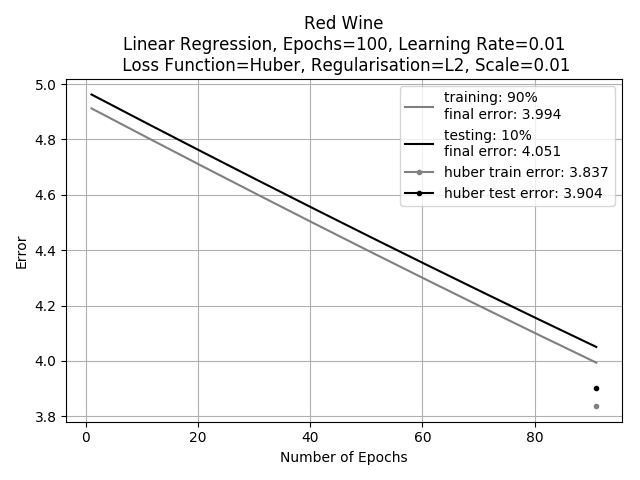 Red Wine
Linear Regression, Epochs=100, Learning Rate=0.01
Loss Function=Huber, Regularisation=L2, Scale=0.01
training: 90%
final error: 3.994
testing: 10%
final error: 4.051
huber train error: 3.837
huber test error: 3.904
Error
5.0
4.8
4.6
4.4
4.2
4.0
3.8
0 20 40 60 80
Number of Epochs